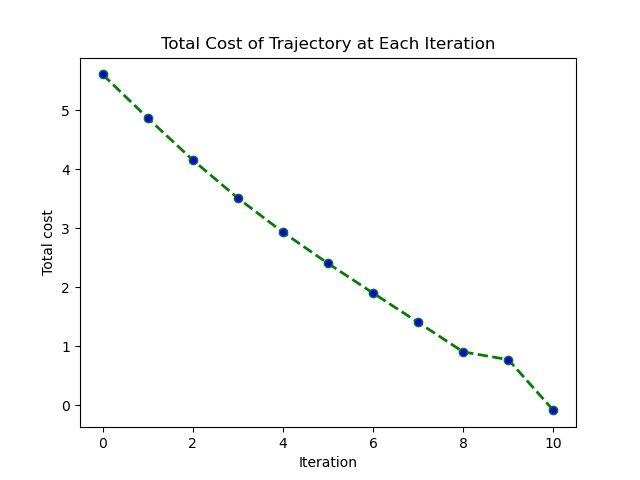 Total Cost of Trajectory at Each Iteration
Total cost
5
4
3
2
1
0
0 2 4 6 8 10
Iteration